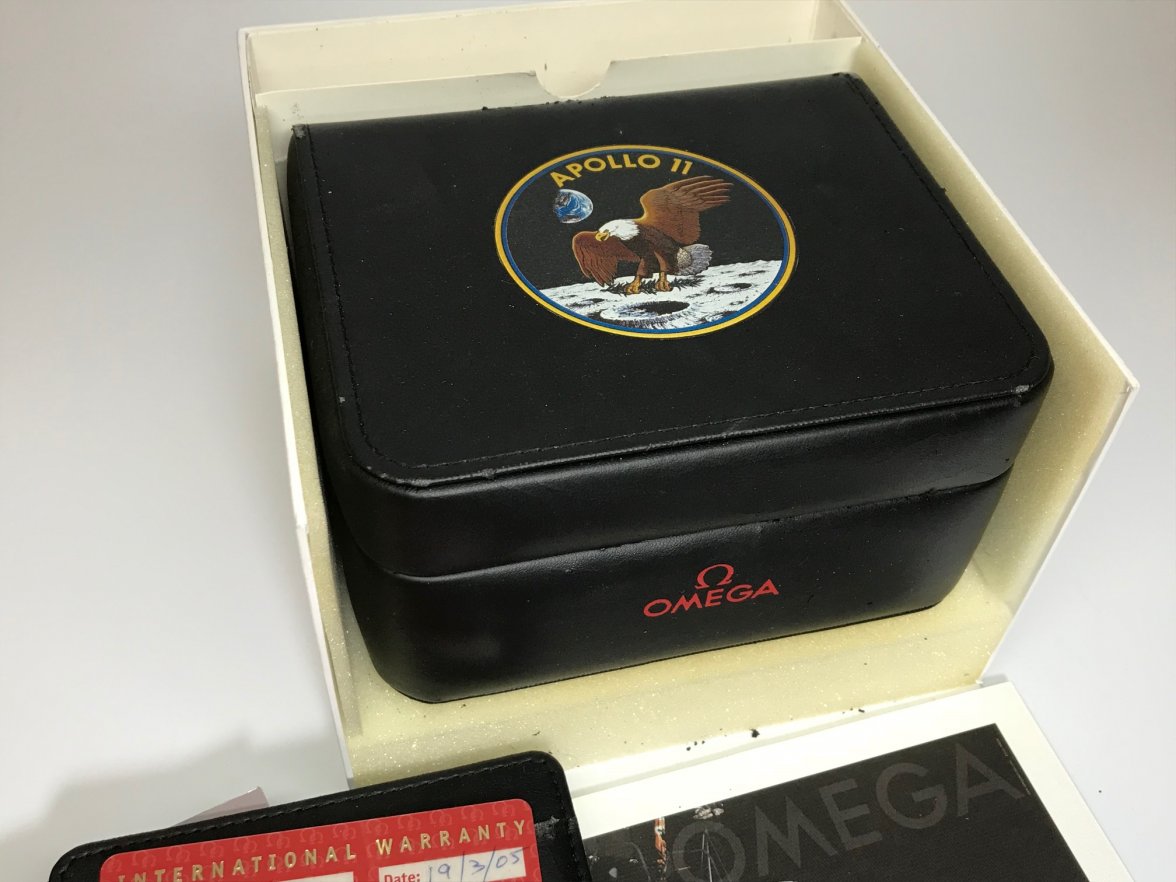 APOLLO 11
Ω
OMEGA
OMEGA
INTERNATIONAL WARRANTY
Date: 19/3/05